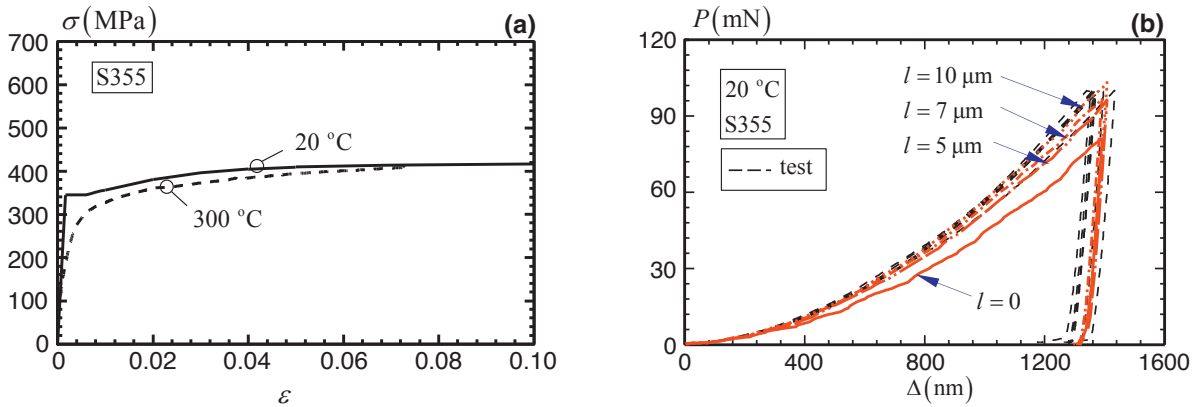 σ(MPa)
(a)
700
600
500
400
300
200
100
0
S355
20 °C
300 °C
0
0.02
0.04
0.06
0.08
0.10
ε
P(mN)
(b)
120
90
60
30
0
20 °C
S355
test
l = 10 μm
l = 7 μm
l = 5 μm
l = 0
0
400
800
1200
1600
Δ(nm)